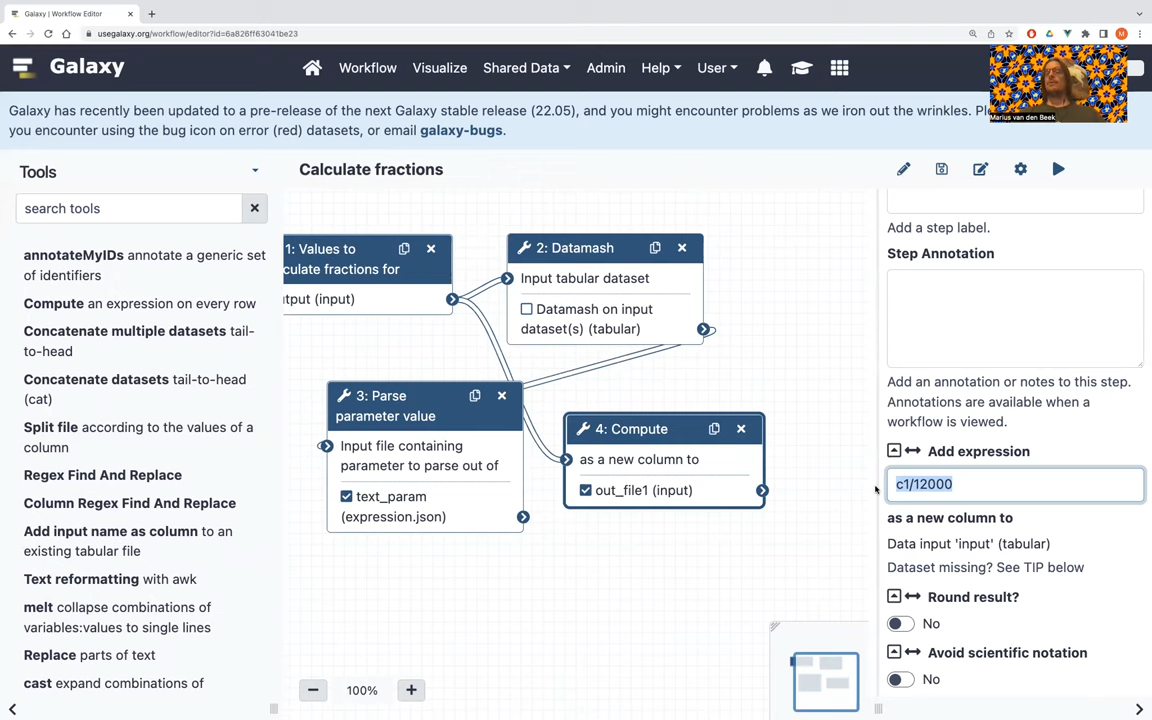 Galaxy | Workflow Editor
usegalaxy.org/workflow/editor?id=6a826ff63041be23
M
Galaxy
Workflow
Visualize
Shared Data
Admin
Help
User
Marius van den Beek
Galaxy has recently been updated to a pre-release of the next Galaxy stable release (22.05), and you might encounter problems as we iron out the wrinkles.
you encounter using the bug icon on error (red) datasets, or email galaxy-bugs.
Tools
search tools
annotateMyIDs annotate a generic set
of identifiers
Compute an expression on every row
Concatenate multiple datasets tail-
to-head
Concatenate datasets tail-to-head
(cat)
Split file according to the values of a
column
Regex Find And Replace
Column Regex Find And Replace
Add input name as column to an
existing tabular file
Text reformatting with awk
melt collapse combinations of
variables:values to single lines
Replace parts of text
cast expand combinations of
Calculate fractions
1: Values to
culate fractions for
tput (input)
2: Datamash
Input tabular dataset
Datamash on input
dataset(s) (tabular)
3: Parse
parameter value
Input file containing
parameter to parse out of
text_param
(expression.json)
4: Compute
as a new column to
out_file1 (input)
100%
Add a step label.
Step Annotation
Add an annotation or notes to this step.
Annotations are available when a
workflow is viewed.
Add expression
c1/12000
as a new column to
Data input 'input' (tabular)
Dataset missing? See TIP below
Round result?
No
Avoid scientific notation
No